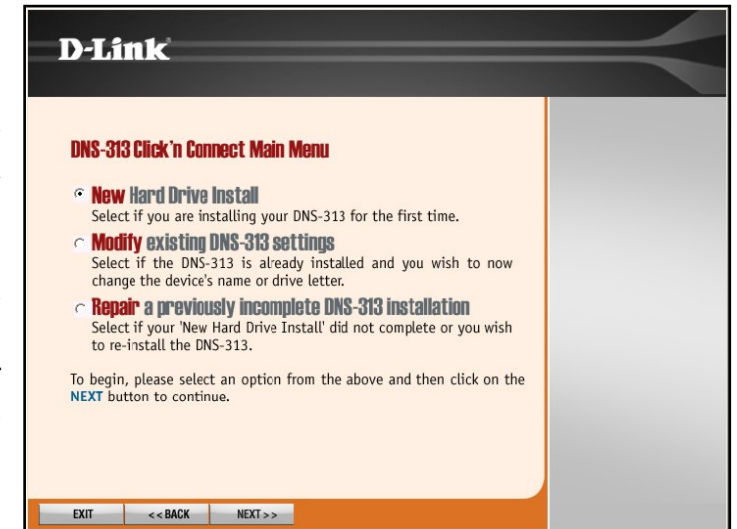 D-Link
DNS-313 Click'n Connect Main Menu
New Hard Drive Install
Select if you are installing your DNS-313 for the first time.
Modify existing DNS-313 settings
Select if the DNS-313 is already installed and you wish to now
change the device's name or drive letter.
Repair a previously incomplete DNS-313 installation
Select if your 'New Hard Drive Install' did not complete or you wish
to re-install the DNS-313.
To begin, please select an option from the above and then click on the
NEXT button to continue.
EXIT
<< BACK
NEXT >>